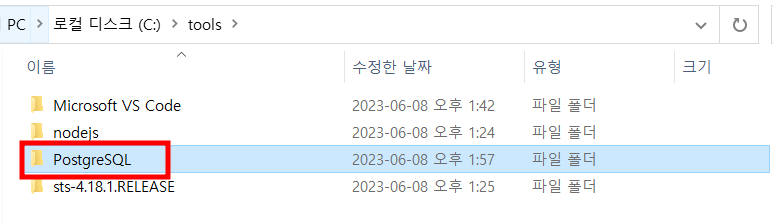 PC > 로컬 디스크 (C:) > tools >
이름 수정한 날짜 유형 크기
Microsoft VS Code 2023-06-08 오후 1:42 파일 폴더
nodejs 2023-06-08 오후 1:24 파일 폴더
PostgreSQL 2023-06-08 오후 1:57 파일 폴더
sts-4.18.1.RELEASE 2023-06-08 오후 1:25 파일 폴더